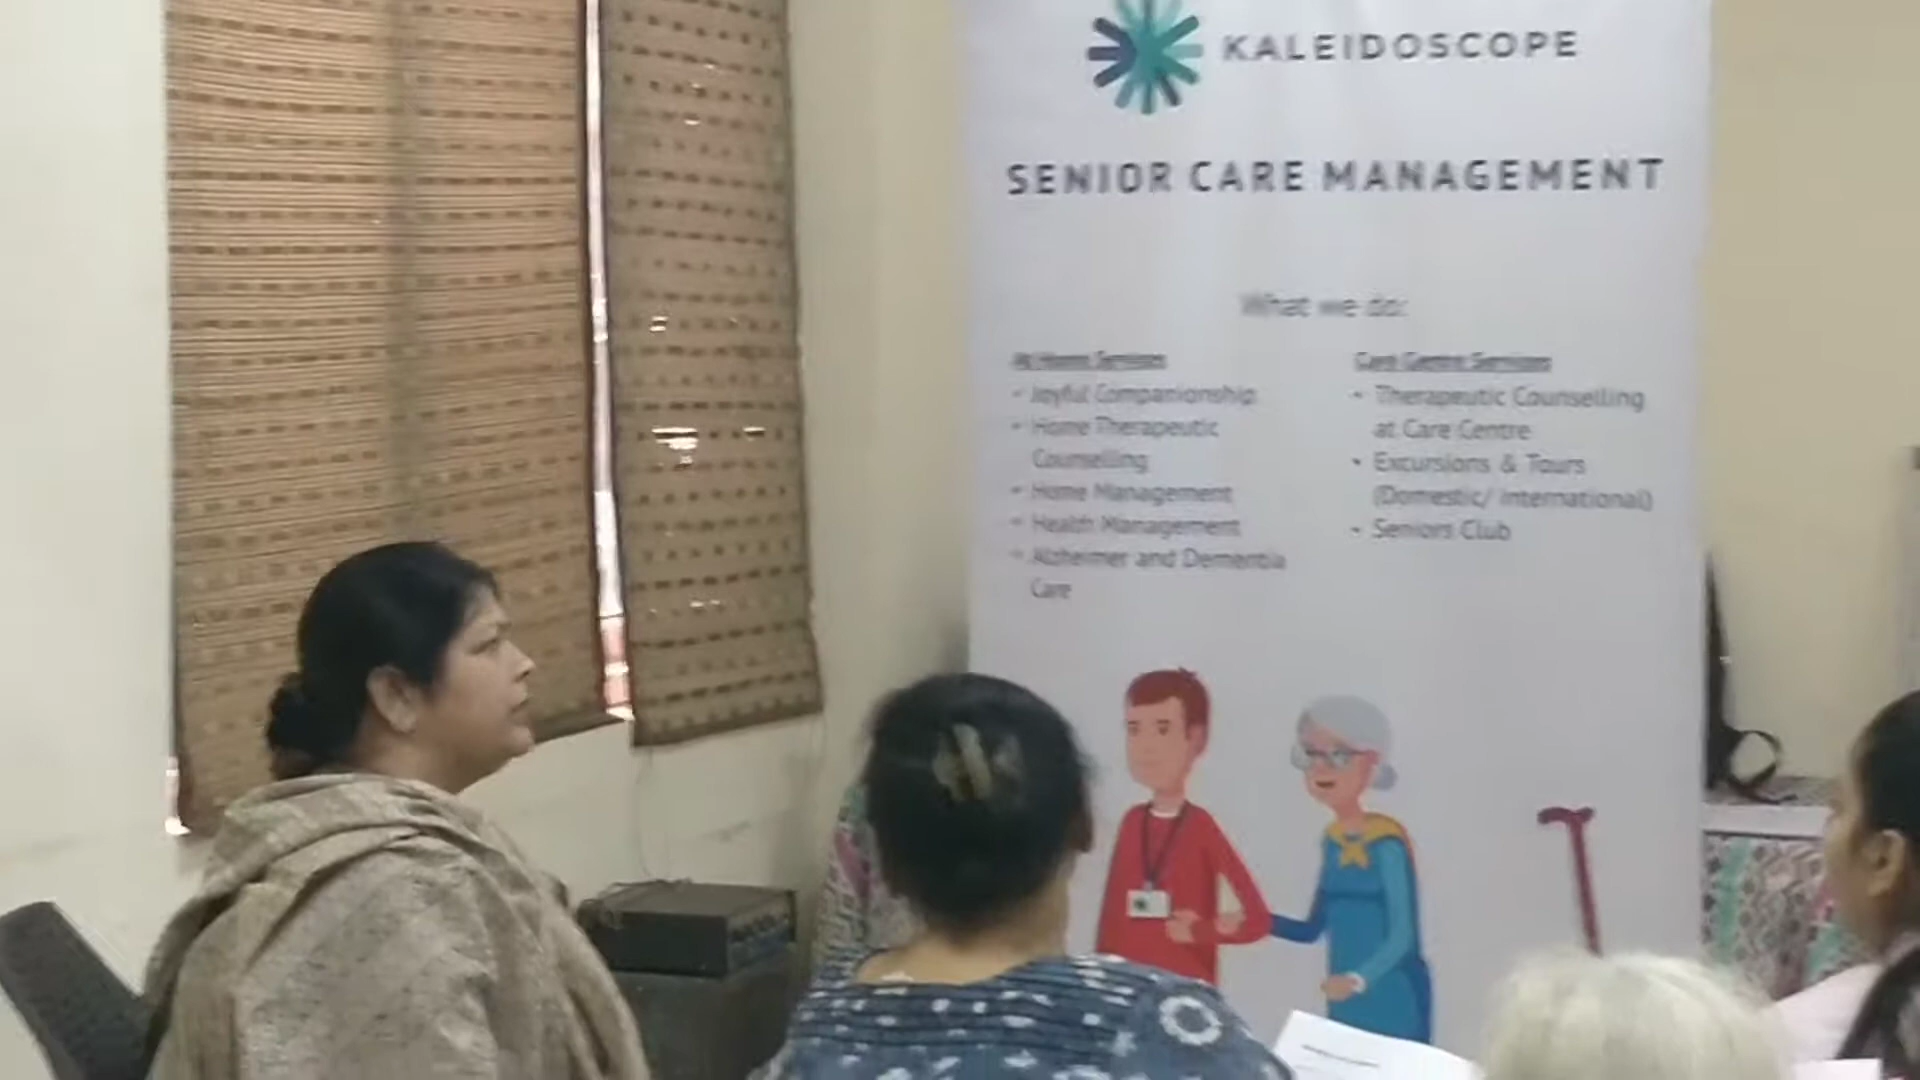 KALEIDOSCOPE
SENIOR CARE MANAGEMENT
What we do:
At Home Services
- Joyful Companionship
- Home Therapeutic
Counselling
- Home Management
- Health Management
- Alzheimer and Dementia
Care
Care Centre Services
• Therapeutic Counselling
at Care Centre
• Excursions & Tours
(Domestic/ International)
• Seniors Club